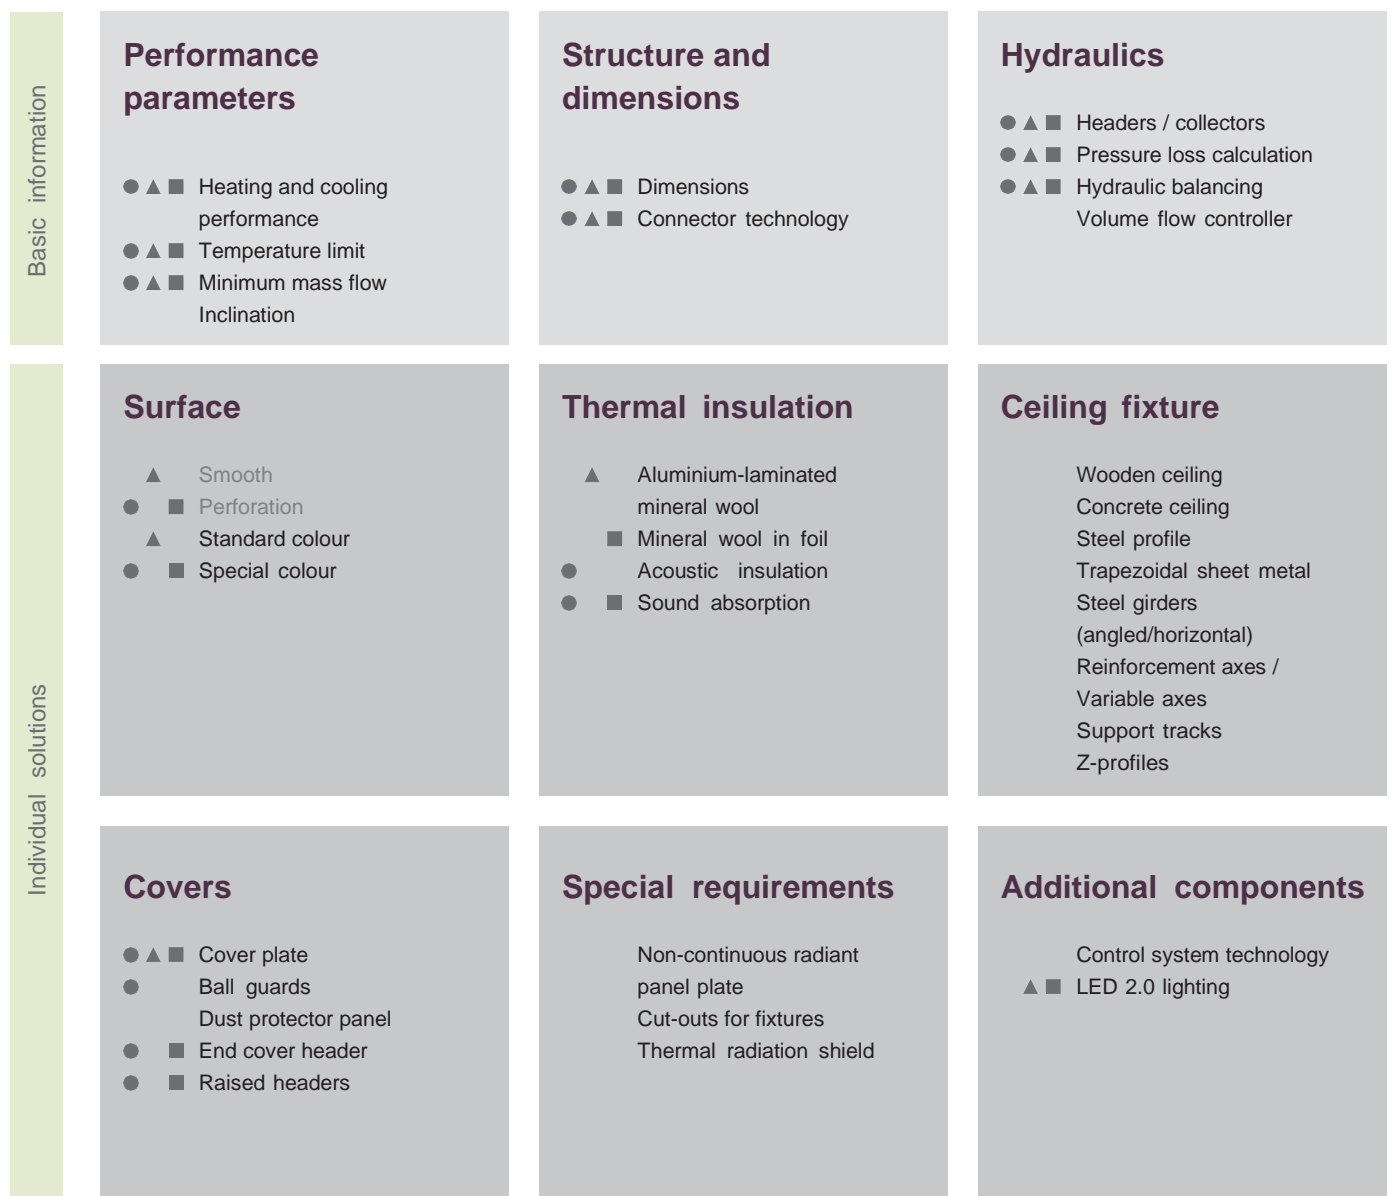 Basic information
Performance
parameters
● ▲ ■ Heating and cooling
performance
● ▲ ■ Temperature limit
● ▲ ■ Minimum mass flow
Inclination
Structure and
dimensions
● ▲ ■ Dimensions
● ▲ ■ Connector technology
Hydraulics
● ▲ ■ Headers / collectors
● ▲ ■ Pressure loss calculation
● ▲ ■ Hydraulic balancing
Volume flow controller
Individual solutions
Surface
▲ Smooth
● ■ Perforation
▲ Standard colour
● ■ Special colour
Thermal insulation
▲ Aluminium-laminated
mineral wool
■ Mineral wool in foil
● Acoustic insulation
● ■ Sound absorption
Ceiling fixture
Wooden ceiling
Concrete ceiling
Steel profile
Trapezoidal sheet metal
Steel girders
(angled/horizontal)
Reinforcement axes /
Variable axes
Support tracks
Z-profiles
Covers
● ▲ ■ Cover plate
● Ball guards
Dust protector panel
● ■ End cover header
● ■ Raised headers
Special requirements
Non-continuous radiant
panel plate
Cut-outs for fixtures
Thermal radiation shield
Additional components
Control system technology
▲ ■ LED 2.0 lighting